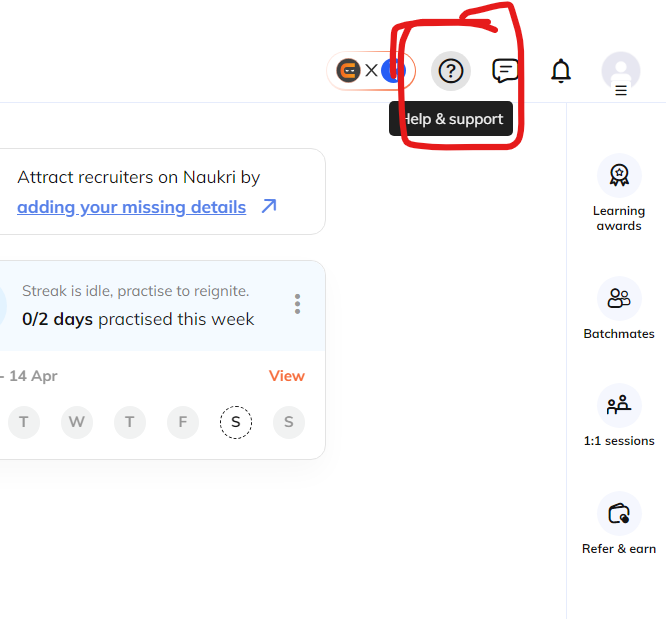 X
?
Help & support
Attract recruiters on Naukri by
adding your missing details
Streak is idle, practise to reignite.
0/2 days practised this week
- 14 Apr
View
T W T F S S
Learning
awards
Batchmates
1:1 sessions
Refer & earn